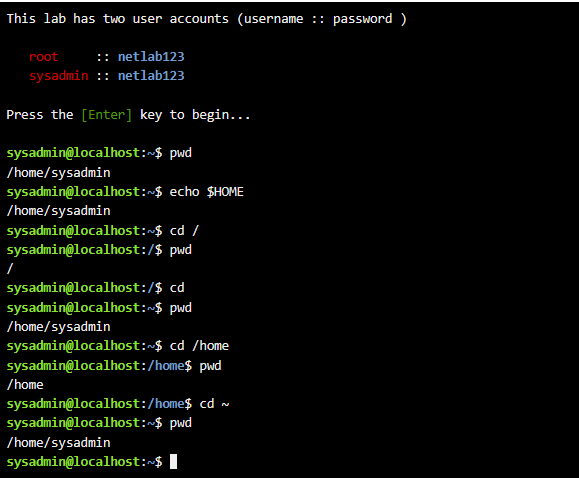 This lab has two user accounts (username :: password )
root :: netlab123
sysadmin :: netlab123
Press the [Enter] key to begin...
sysadmin@localhost:~$ pwd
/home/sysadmin
sysadmin@localhost:~$ echo $HOME
/home/sysadmin
sysadmin@localhost:~$ cd /
sysadmin@localhost:/$ pwd
/
sysadmin@localhost:/$ cd
sysadmin@localhost:~$ pwd
/home/sysadmin
sysadmin@localhost:~$ cd /home
sysadmin@localhost:/home$ pwd
/home
sysadmin@localhost:/home$ cd ~
sysadmin@localhost:~$ pwd
/home/sysadmin
sysadmin@localhost:~$